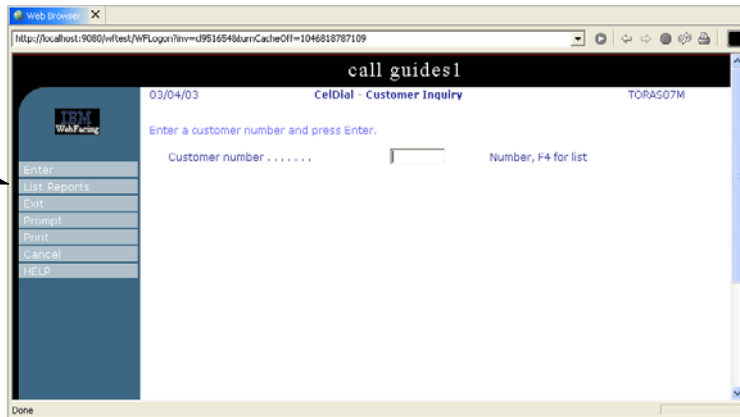 Web Browser X
http://localhost:9080/wftest/WFLogon?inv=cl951654&turnCacheOff=1046818787109
call guides1
03/04/03 CelDial - Customer Inquiry TORAS07M
IBM
WebFacing
Enter a customer number and press Enter.
Customer number . . . . . . . Number, F4 for list
Enter
List Reports
Exit
Prompt
Print
Cancel
HELP
Done